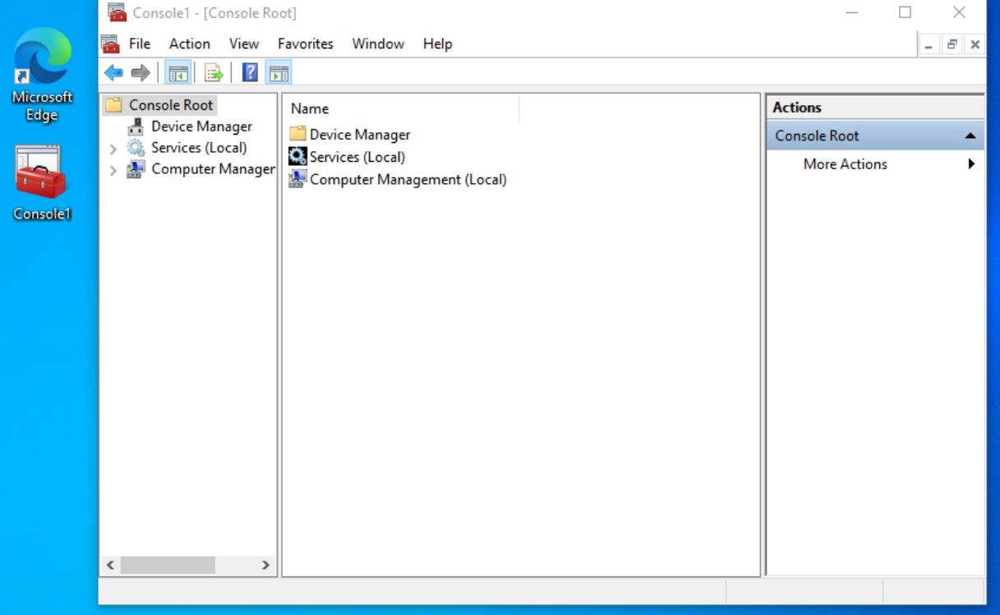 Console1 - [Console Root]
File Action View Favorites Window Help
Microsoft
Edge
Console1
Console Root
Device Manager
Services (Local)
Computer Manager
Name
Device Manager
Services (Local)
Computer Management (Local)
Actions
Console Root
More Actions